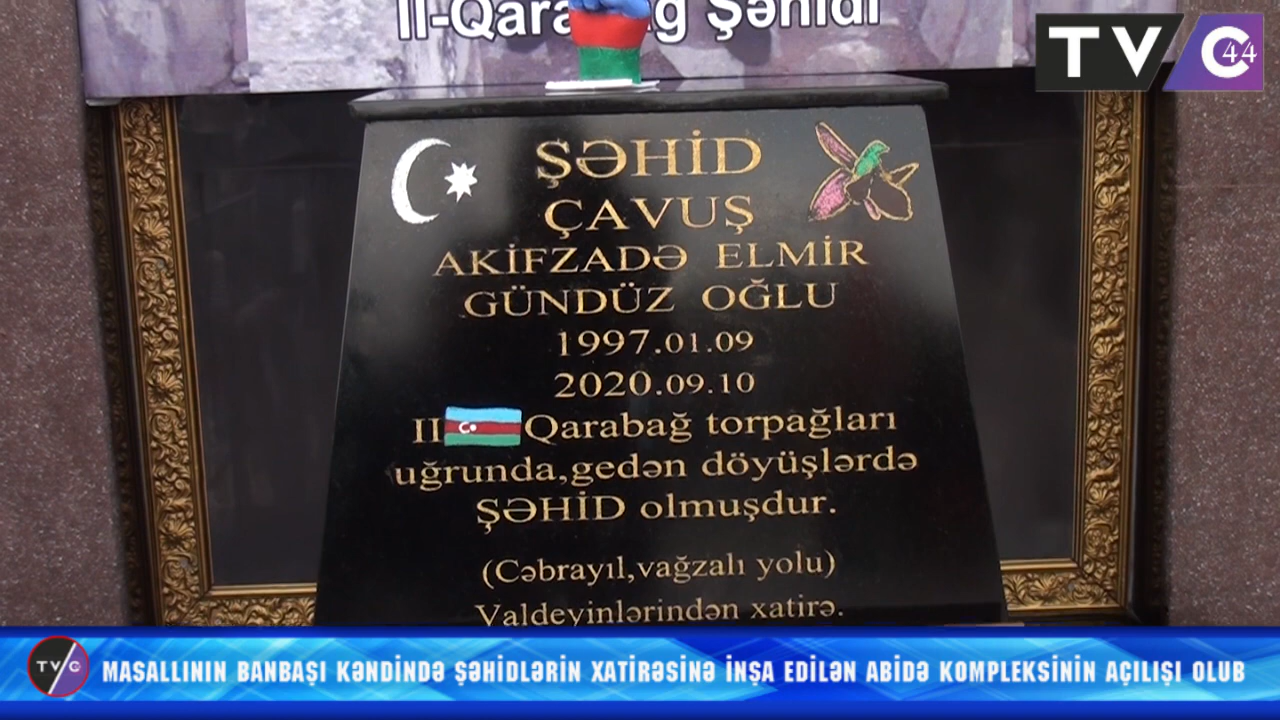 II-Qarabağ Şəhidi
TVC 44
ŞƏHİD
ÇAVUŞ
AKİFZADƏ ELMİR
GÜNDÜZ OĞLU
1997.01.09
2020.09.10
II Qarabağ torpağları
uğrunda,gedən döyüşlərdə
ŞƏHİD olmuşdur.
(Cəbrayıl,vağzalı yolu)
Valdeyinlərindən xatirə.
TVC MASALLININ BANBAŞI KƏNDİNDƏ ŞƏHİDLƏRİN XATİRƏSİNƏ İNŞA EDİLƏN ABİDƏ KOMPLEKSİNİN AÇILIŞI OLUB